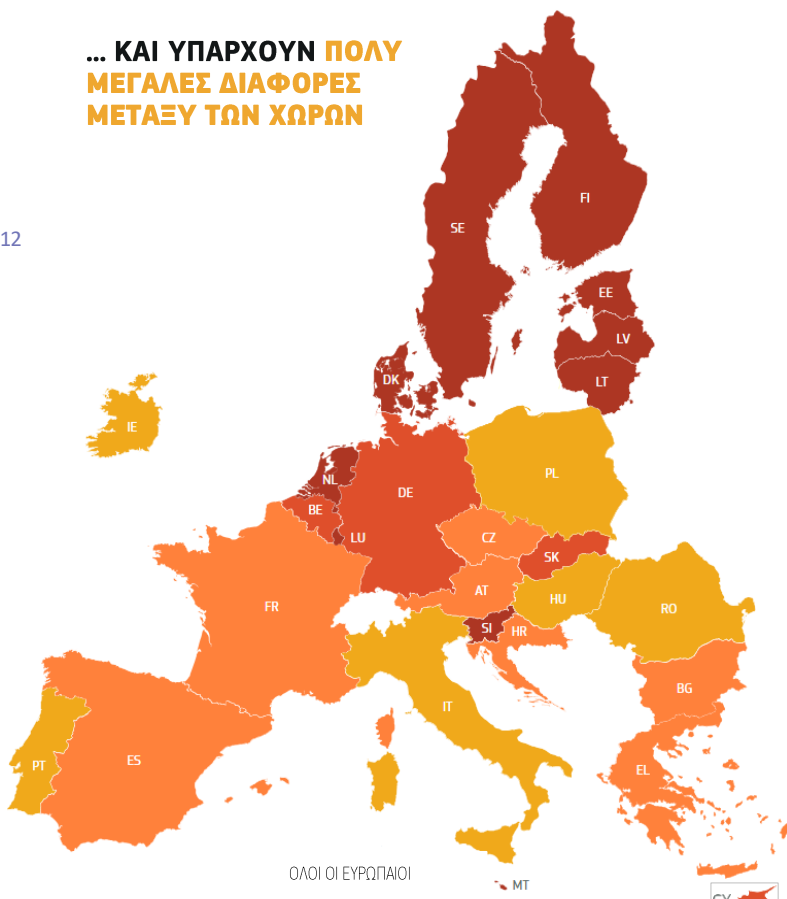 ... ΚΑΙ ΥΠΑΡΧΟΥΝ ΠΟΛΥ
ΜΕΓΑΛΕΣ ΔΙΑΦΟΡΕΣ
ΜΕΤΑΞΥ ΤΩΝ ΧΩΡΩΝ
FI
SE
12
EE
LV
DK
LT
IE
PL
NL
DE
BE
LU
CZ
SK
AT
HU
FR
RO
SI
HR
BG
IT
ES
PT
EL
ΟΛΟΙ ΟΙ ΕΥΡΩΠΑΙΟΙ
MT
CY